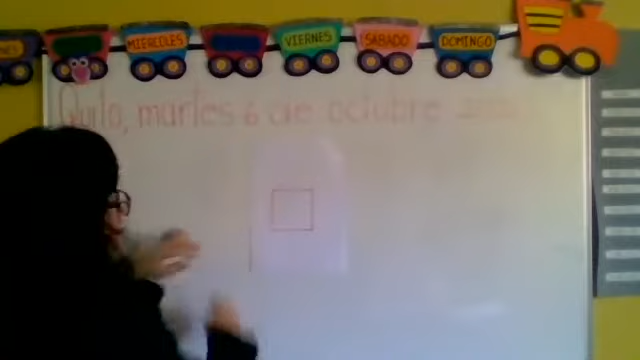 MIERCOLES VIERNES SABADO DOMINGO
Quito, martes 6 de octubre